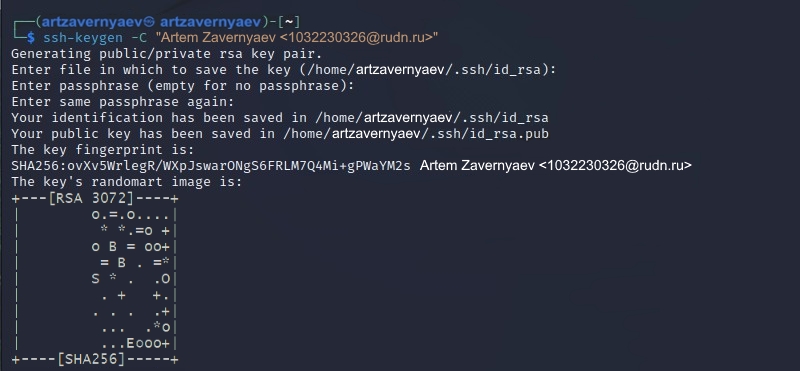 ┌──(artzavernyaev㉿ artzavernyaev)-[~]
└─$ ssh-keygen -C "Artem Zavernyaev <1032230326@rudn.ru>"
Generating public/private rsa key pair.
Enter file in which to save the key (/home/artzavernyaev/.ssh/id_rsa):
Enter passphrase (empty for no passphrase):
Enter same passphrase again:
Your identification has been saved in /home/artzavernyaev/.ssh/id_rsa
Your public key has been saved in /home/artzavernyaev/.ssh/id_rsa.pub
The key fingerprint is:
SHA256:ovXv5WrlegR/WXpJswarONgS6FRLM7Q4Mi+gPWaYM2s Artem Zavernyaev <1032230326@rudn.ru>
The key's randomart image is:
+---[RSA 3072]----+
|         o.=.o....|
|          * *.=o +|
|         o B = oo+|
|          = B . =*|
|         S * .  .O|
|          . +   +.|
|         . . .  .+|
|          ...  .*o|
|          ...Eooo+|
+----[SHA256]-----+